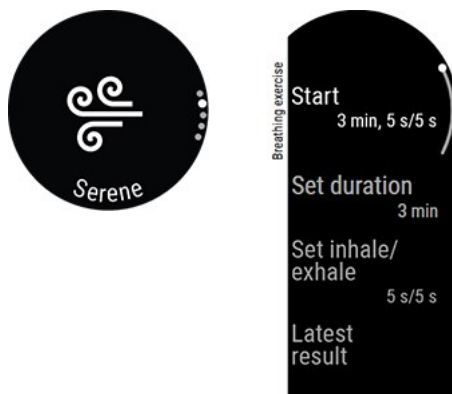 Serene
Breathing exercise
Start
3 min, 5 s/5 s
Set duration
3 min
Set inhale/
exhale
5 s/5 s
Latest
result